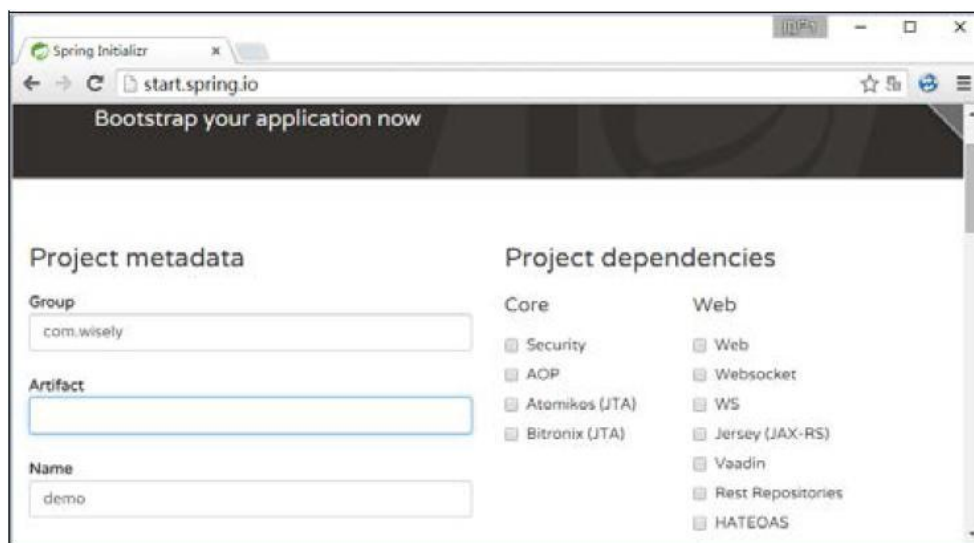 Spring Initializr
start.spring.io
Bootstrap your application now
Project metadata
Group
com.wisely
Artifact
Name
demo
Project dependencies
Core
Security
AOP
Atomikos (JTA)
Bitronix (JTA)
Web
Web
Websocket
WS
Jersey (JAX-RS)
Vaadin
Rest Repositories
HATEOAS